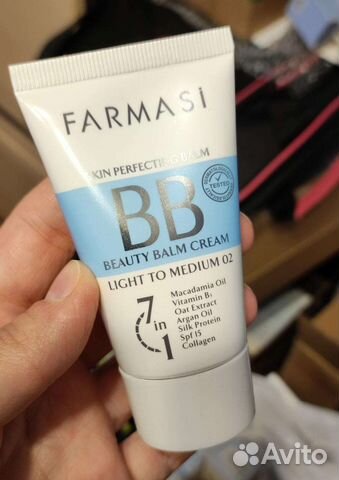 FARMASi
SKIN PERFECTING BALM
BB
TESTED
BEAUTY BALM CREAM
LIGHT TO MEDIUM 02
7 in 1
Macadamia Oil
Vitamin B5
Oat Extract
Argan Oil
Silk Protein
Spf 15
Collagen
Avito